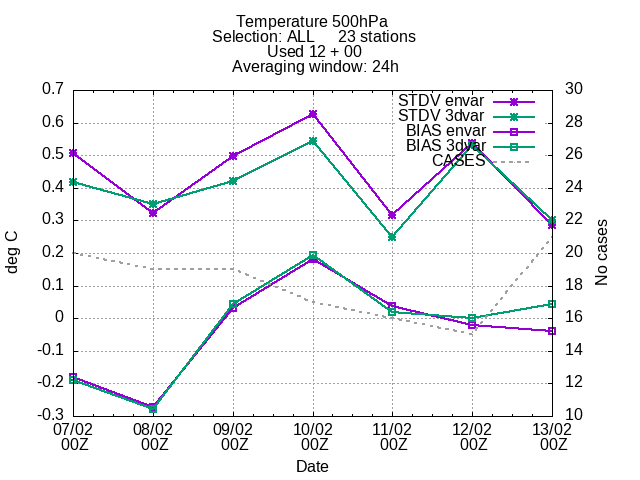 Temperature 500hPa
Selection: ALL 23 stations
Used 12 + 00
Averaging window: 24h
0.7
0.6
0.5
0.4
0.3
0.2
0.1
0
-0.1
-0.2
-0.3
deg C
STDV envar
STDV 3dvar
BIAS envar
BIAS 3dvar
CASES
30
28
26
24
22
20
18
16
14
12
10
No cases
07/02 08/02 09/02 10/02 11/02 12/02 13/02
00Z 00Z 00Z 00Z 00Z 00Z 00Z
Date